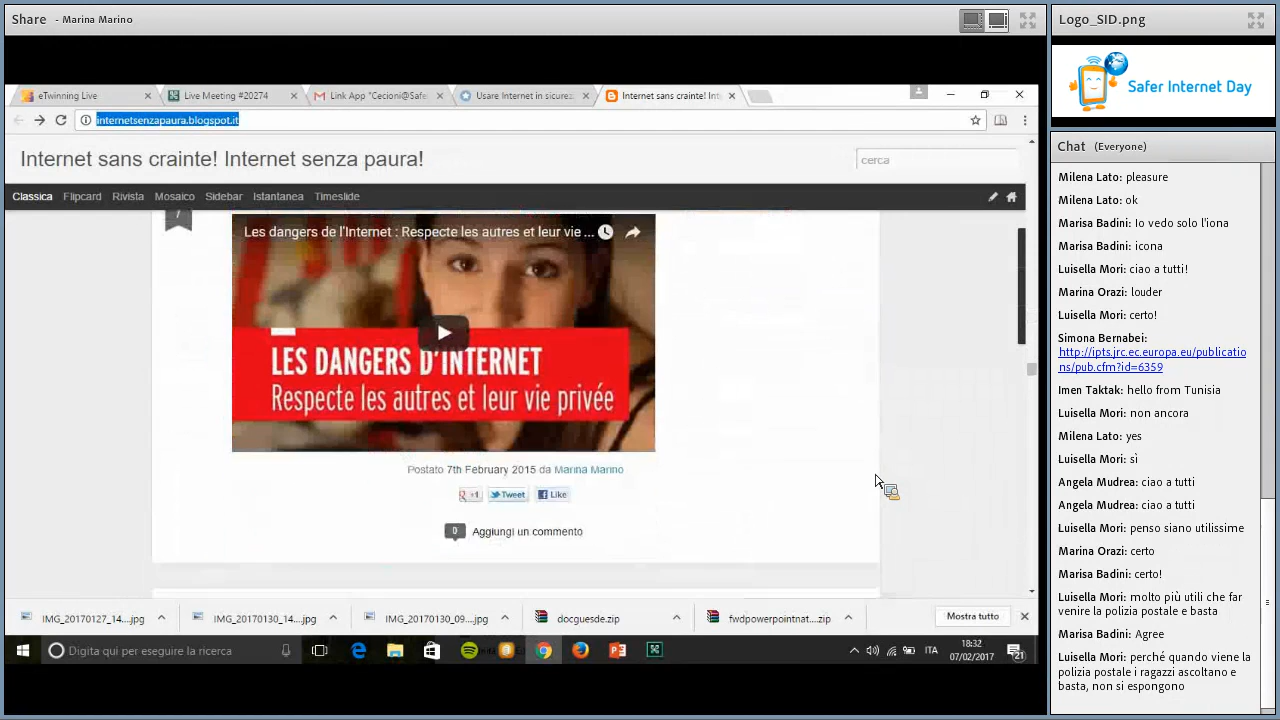 Share - Marina Marino
Logo_SID.png
eTwinning Live
Live Meeting #20274
Link App "Cecioni@Safe
Usare Internet in sicurez
Internet sans crainte! Int
internetsenzapaura.blogspot.it
Internet sans crainte! Internet senza paura!
cerca
Classica Flipcard Rivista Mosaico Sidebar Istantanea Timeslide
7
Les dangers de l'Internet : Respecte les autres et leur vie ...
LES DANGERS D'INTERNET
Respecte les autres et leur vie privée
Postato 7th February 2015 da Marina Marino
+1 Tweet Like
0 Aggiungi un commento
IMG_20170127_14....jpg
IMG_20170130_14....jpg
IMG_20170130_09....jpg
docguesde.zip
fwdpowerpointnat....zip
Mostra tutto
Digita qui per eseguire la ricerca
ITA
18:32
07/02/2017
21
Safer Internet Day
Chat (Everyone)
Milena Lato: pleasure
Milena Lato: ok
Marisa Badini: Io vedo solo l'iona
Marisa Badini: icona
Luisella Mori: ciao a tutti!
Marina Orazi: louder
Luisella Mori: certo!
Simona Bernabei:
http://ipts.jrc.ec.europa.eu/publicatio
ns/pub.cfm?id=6359
Imen Taktak: hello from Tunisia
Luisella Mori: non ancora
Milena Lato: yes
Luisella Mori: sì
Angela Mudrea: ciao a tutti
Angela Mudrea: ciao a tutti
Luisella Mori: penso siano utilissime
Marina Orazi: certo
Marisa Badini: certo!
Luisella Mori: molto più utili che far
venire la polizia postale e basta
Marisa Badini: Agree
Luisella Mori: perché quando viene la
polizia postale i ragazzi ascoltano e
basta, non si espongono